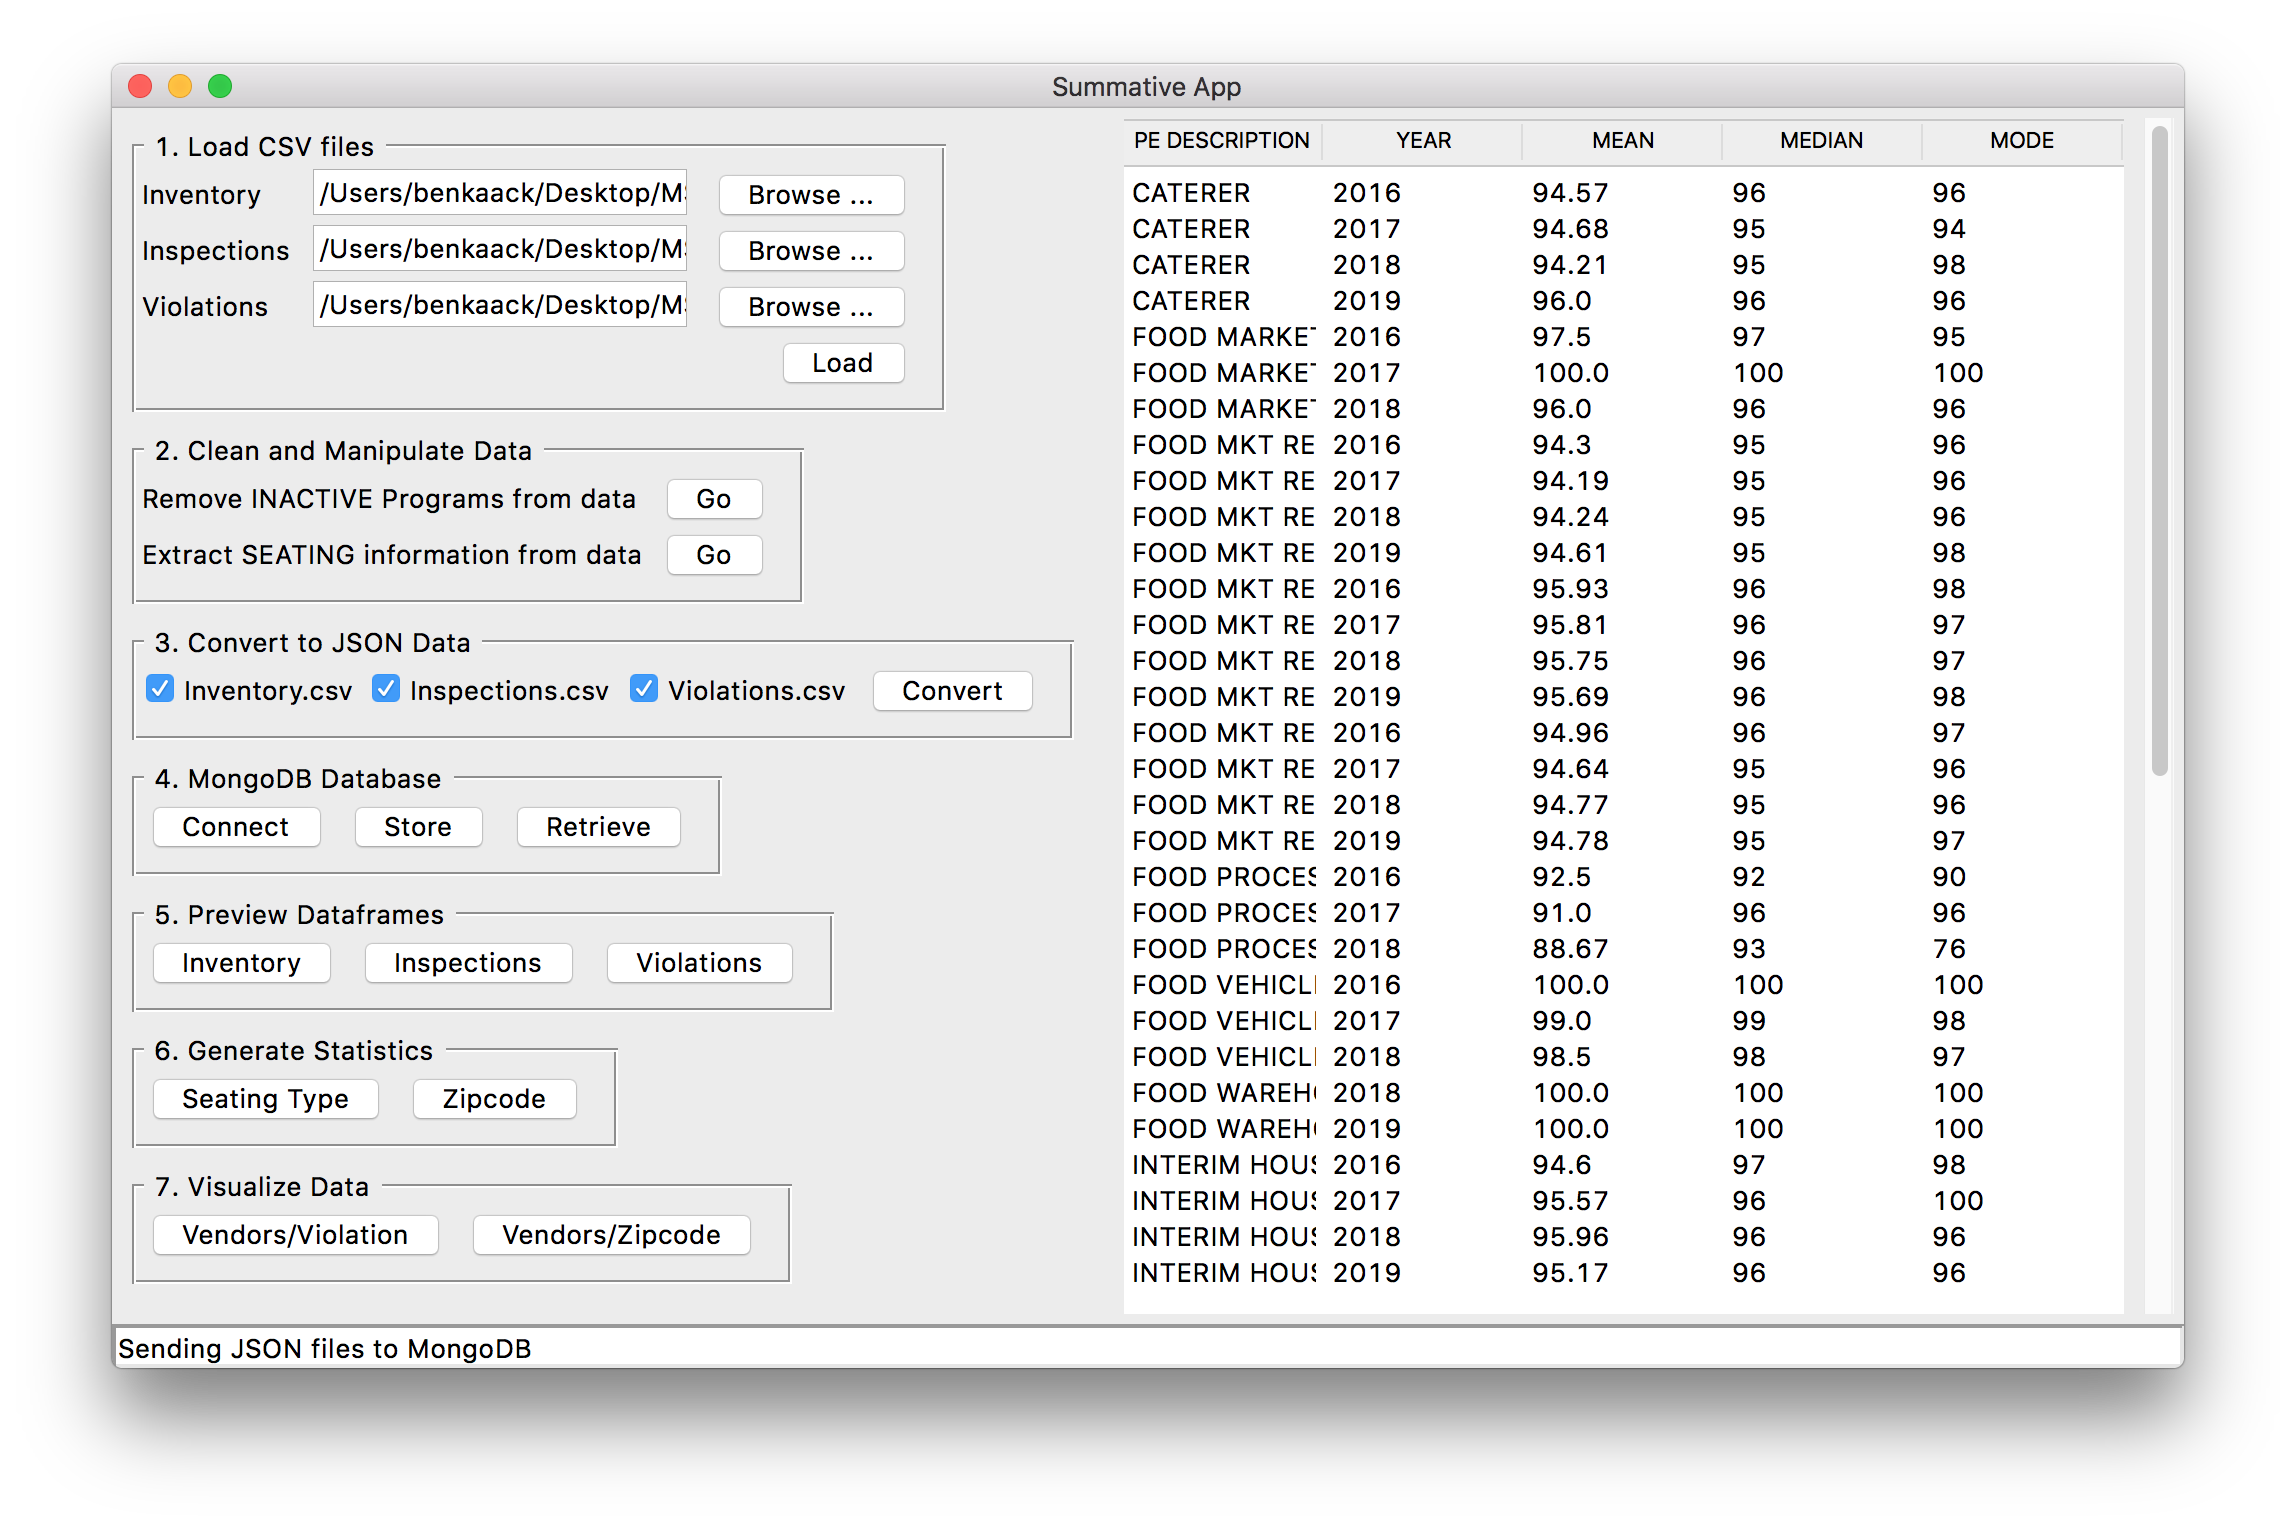 Summative App
1. Load CSV files
Inventory /Users/benkaack/Desktop/M Browse ...
Inspections /Users/benkaack/Desktop/M Browse ...
Violations /Users/benkaack/Desktop/M Browse ...
Load
2. Clean and Manipulate Data
Remove INACTIVE Programs from data Go
Extract SEATING information from data Go
3. Convert to JSON Data
Inventory.csv Inspections.csv Violations.csv Convert
4. MongoDB Database
Connect Store Retrieve
5. Preview Dataframes
Inventory Inspections Violations
6. Generate Statistics
Seating Type Zipcode
7. Visualize Data
Vendors/Violation Vendors/Zipcode
PE DESCRIPTION YEAR MEAN MEDIAN MODE
CATERER 2016 94.57 96 96
CATERER 2017 94.68 95 94
CATERER 2018 94.21 95 98
CATERER 2019 96.0 96 96
FOOD MARKET 2016 97.5 97 95
FOOD MARKET 2017 100.0 100 100
FOOD MARKET 2018 96.0 96 96
FOOD MKT RE 2016 94.3 95 96
FOOD MKT RE 2017 94.19 95 96
FOOD MKT RE 2018 94.24 95 96
FOOD MKT RE 2019 94.61 95 98
FOOD MKT RE 2016 95.93 96 98
FOOD MKT RE 2017 95.81 96 97
FOOD MKT RE 2018 95.75 96 97
FOOD MKT RE 2019 95.69 96 98
FOOD MKT RE 2016 94.96 96 97
FOOD MKT RE 2017 94.64 95 96
FOOD MKT RE 2018 94.77 95 96
FOOD MKT RE 2019 94.78 95 97
FOOD PROCES 2016 92.5 92 90
FOOD PROCES 2017 91.0 96 96
FOOD PROCES 2018 88.67 93 76
FOOD VEHICL 2016 100.0 100 100
FOOD VEHICL 2017 99.0 99 98
FOOD VEHICL 2018 98.5 98 97
FOOD WAREH 2018 100.0 100 100
FOOD WAREH 2019 100.0 100 100
INTERIM HOUS 2016 94.6 97 98
INTERIM HOUS 2017 95.57 96 100
INTERIM HOUS 2018 95.96 96 96
INTERIM HOUS 2019 95.17 96 96
Sending JSON files to MongoDB